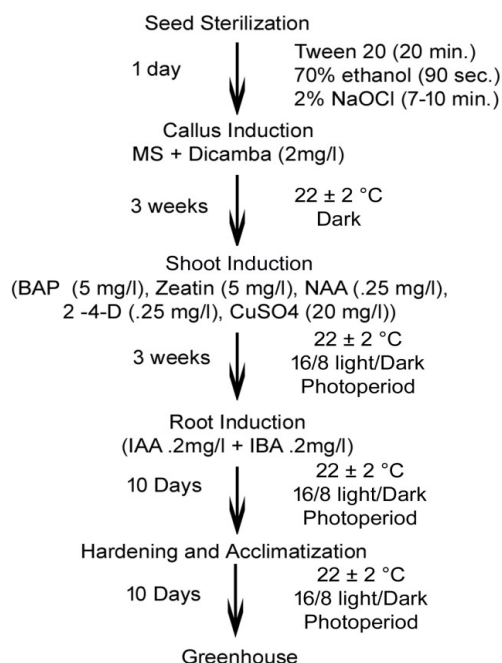 Seed Sterilization
1 day
Tween 20 (20 min.)
70% ethanol (90 sec.)
2% NaOCl (7-10 min.)
Callus Induction
MS + Dicamba (2mg/l)
3 weeks
22 ± 2 °C
Dark
Shoot Induction
(BAP (5 mg/l), Zeatin (5 mg/l), NAA (.25 mg/l),
2 -4-D (.25 mg/l), CuSO4 (20 mg/l))
3 weeks
22 ± 2 °C
16/8 light/Dark
Photoperiod
Root Induction
(IAA .2mg/l + IBA .2mg/l)
10 Days
22 ± 2 °C
16/8 light/Dark
Photoperiod
Hardening and Acclimatization
10 Days
22 ± 2 °C
16/8 light/Dark
Photoperiod
Greenhouse